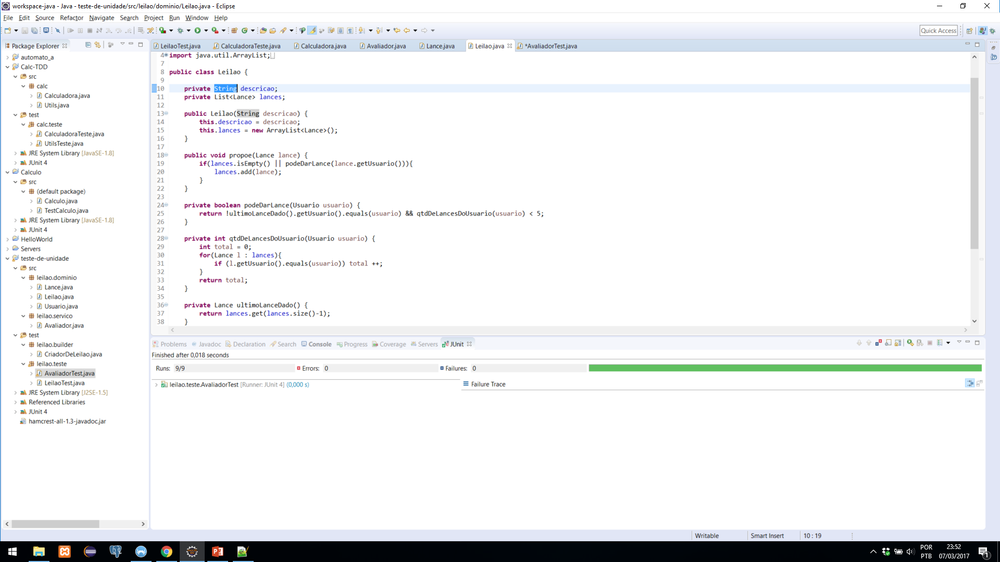 workspace-java - Java - teste-de-unidade/src/leilao/dominio/Leilao.java - Eclipse
File Edit Source Refactor Navigate Search Project Run Window Help
Quick Access
Package Explorer
automato_a
Calc-TDD
src
calc
Calculadora.java
Utils.java
test
calc.teste
CalculadoraTeste.java
UtilsTeste.java
JRE System Library [JavaSE-1.8]
JUnit 4
Calculo
src
(default package)
Calculo.java
TestCalculo.java
JRE System Library [JavaSE-1.8]
JUnit 4
HelloWorld
Servers
teste-de-unidade
src
leilao.dominio
Lance.java
Leilao.java
Usuario.java
leilao.servico
Avaliador.java
test
leilao.builder
CriadorDeLeilao.java
leilao.teste
AvaliadorTest.java
LeilaoTest.java
JRE System Library [J2SE-1.5]
Referenced Libraries
JUnit 4
hamcrest-all-1.3-javadoc.jar
LeilaoTest.java CalculadoraTeste.java Calculadora.java Avaliador.java Lance.java Leilao.java *AvaliadorTest.java
4 import java.util.ArrayList;
7
8 public class Leilao {
9
10 private String descricao;
11 private List<Lance> lances;
12
13 public Leilao(String descricao) {
14 this.descricao = descricao;
15 this.lances = new ArrayList<Lance>();
16 }
17
18 public void propoe(Lance lance) {
19 if(lances.isEmpty() || podeDarLance(lance.getUsuario())){
20 lances.add(lance);
21 }
22 }
23
24 private boolean podeDarLance(Usuario usuario) {
25 return !ultimoLanceDado().getUsuario().equals(usuario) && qtdDeLancesDoUsuario(usuario) < 5;
26 }
27
28 private int qtdDeLancesDoUsuario(Usuario usuario) {
29 int total = 0;
30 for(Lance l : lances){
31 if (l.getUsuario().equals(usuario)) total ++;
32 }
33 return total;
34 }
35
36 private Lance ultimoLanceDado() {
37 return lances.get(lances.size()-1);
38 }
Problems Javadoc Declaration Search Console Progress Coverage Servers JUnit
Finished after 0,018 seconds
Runs: 9/9 Errors: 0 Failures: 0
leilao.teste.AvaliadorTest [Runner: JUnit 4] (0,000 s)
Failure Trace
Writable Smart Insert 10 : 19
POR
PTB
23:52
07/03/2017
1